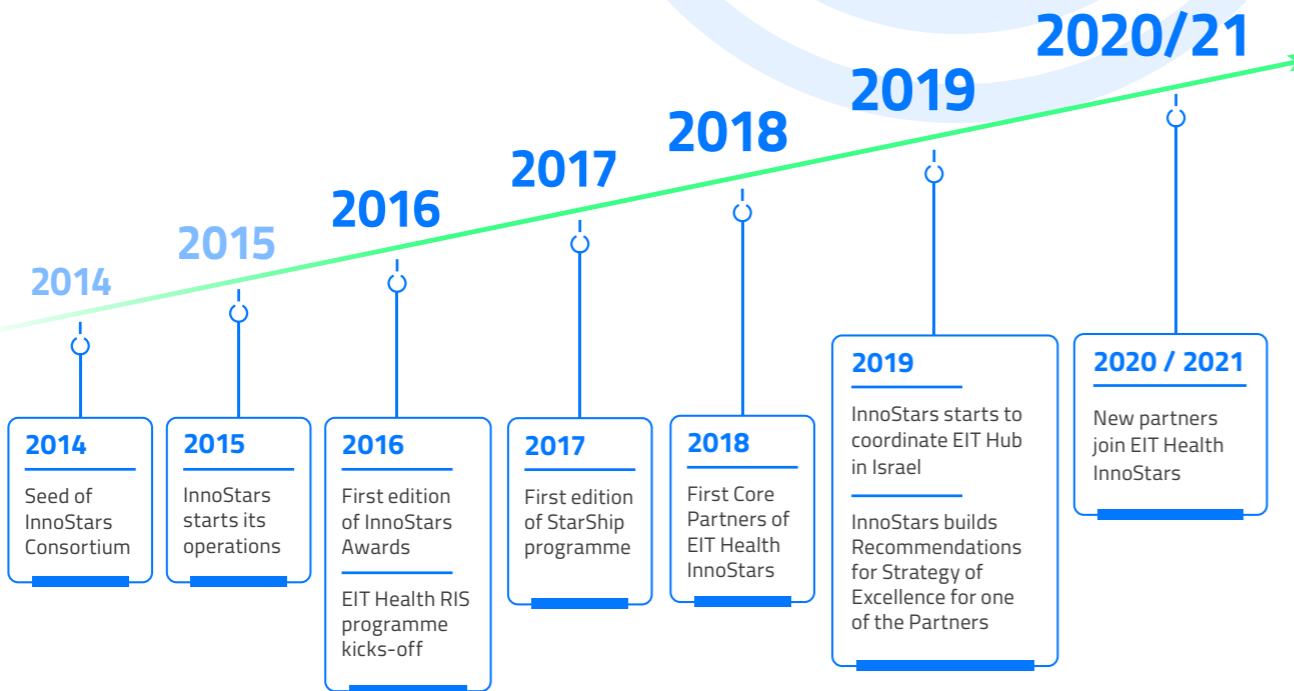 2014
2015
2016
2017
2018
2019
2020/21
2014
Seed of
InnoStars
Consortium
2015
InnoStars
starts its
operations
2016
First edition
of InnoStars
Awards
EIT Health RIS
programme
kicks-off
2017
First edition
of StarShip
programme
2018
First Core
Partners of
EIT Health
InnoStars
2019
InnoStars starts to
coordinate EIT Hub
in Israel
InnoStars builds
Recommendations
for Strategy of
Excellence for one
of the Partners
2020 / 2021
New partners
join EIT Health
InnoStars